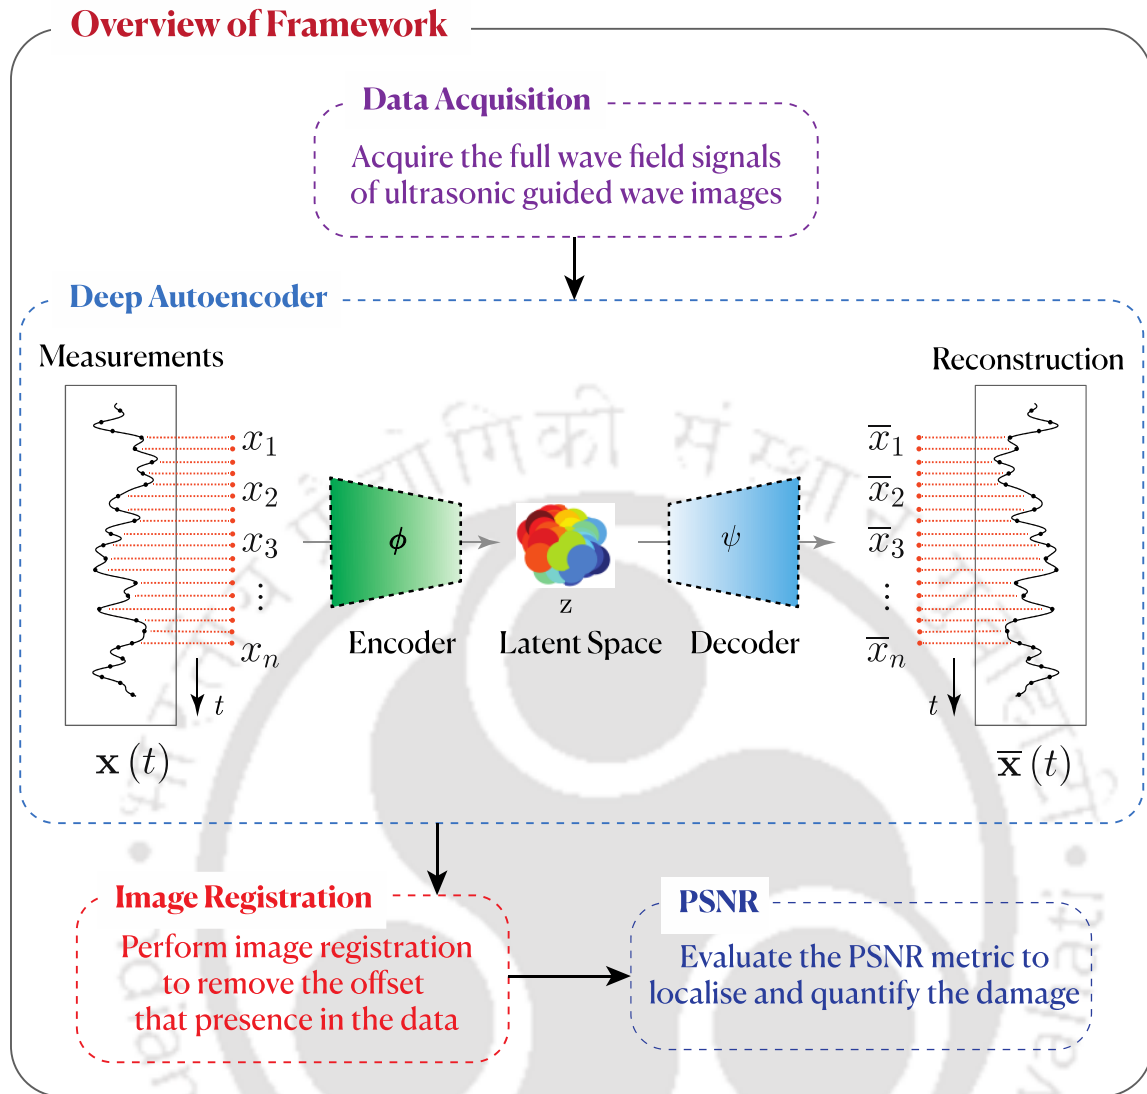 Overview of Framework
Data Acquisition
Acquire the full wave field signals
of ultrasonic guided wave images
Deep Autoencoder
Measurements
Reconstruction
x₁
x₂
x₃
⋮
xₙ
t
x (t)
ϕ
Encoder
z
Latent Space
ψ
Decoder
x̅₁
x̅₂
x̅₃
⋮
x̅ₙ
t
x̅ (t)
Image Registration
Perform image registration
to remove the offset
that presence in the data
PSNR
Evaluate the PSNR metric to
localise and quantify the damage